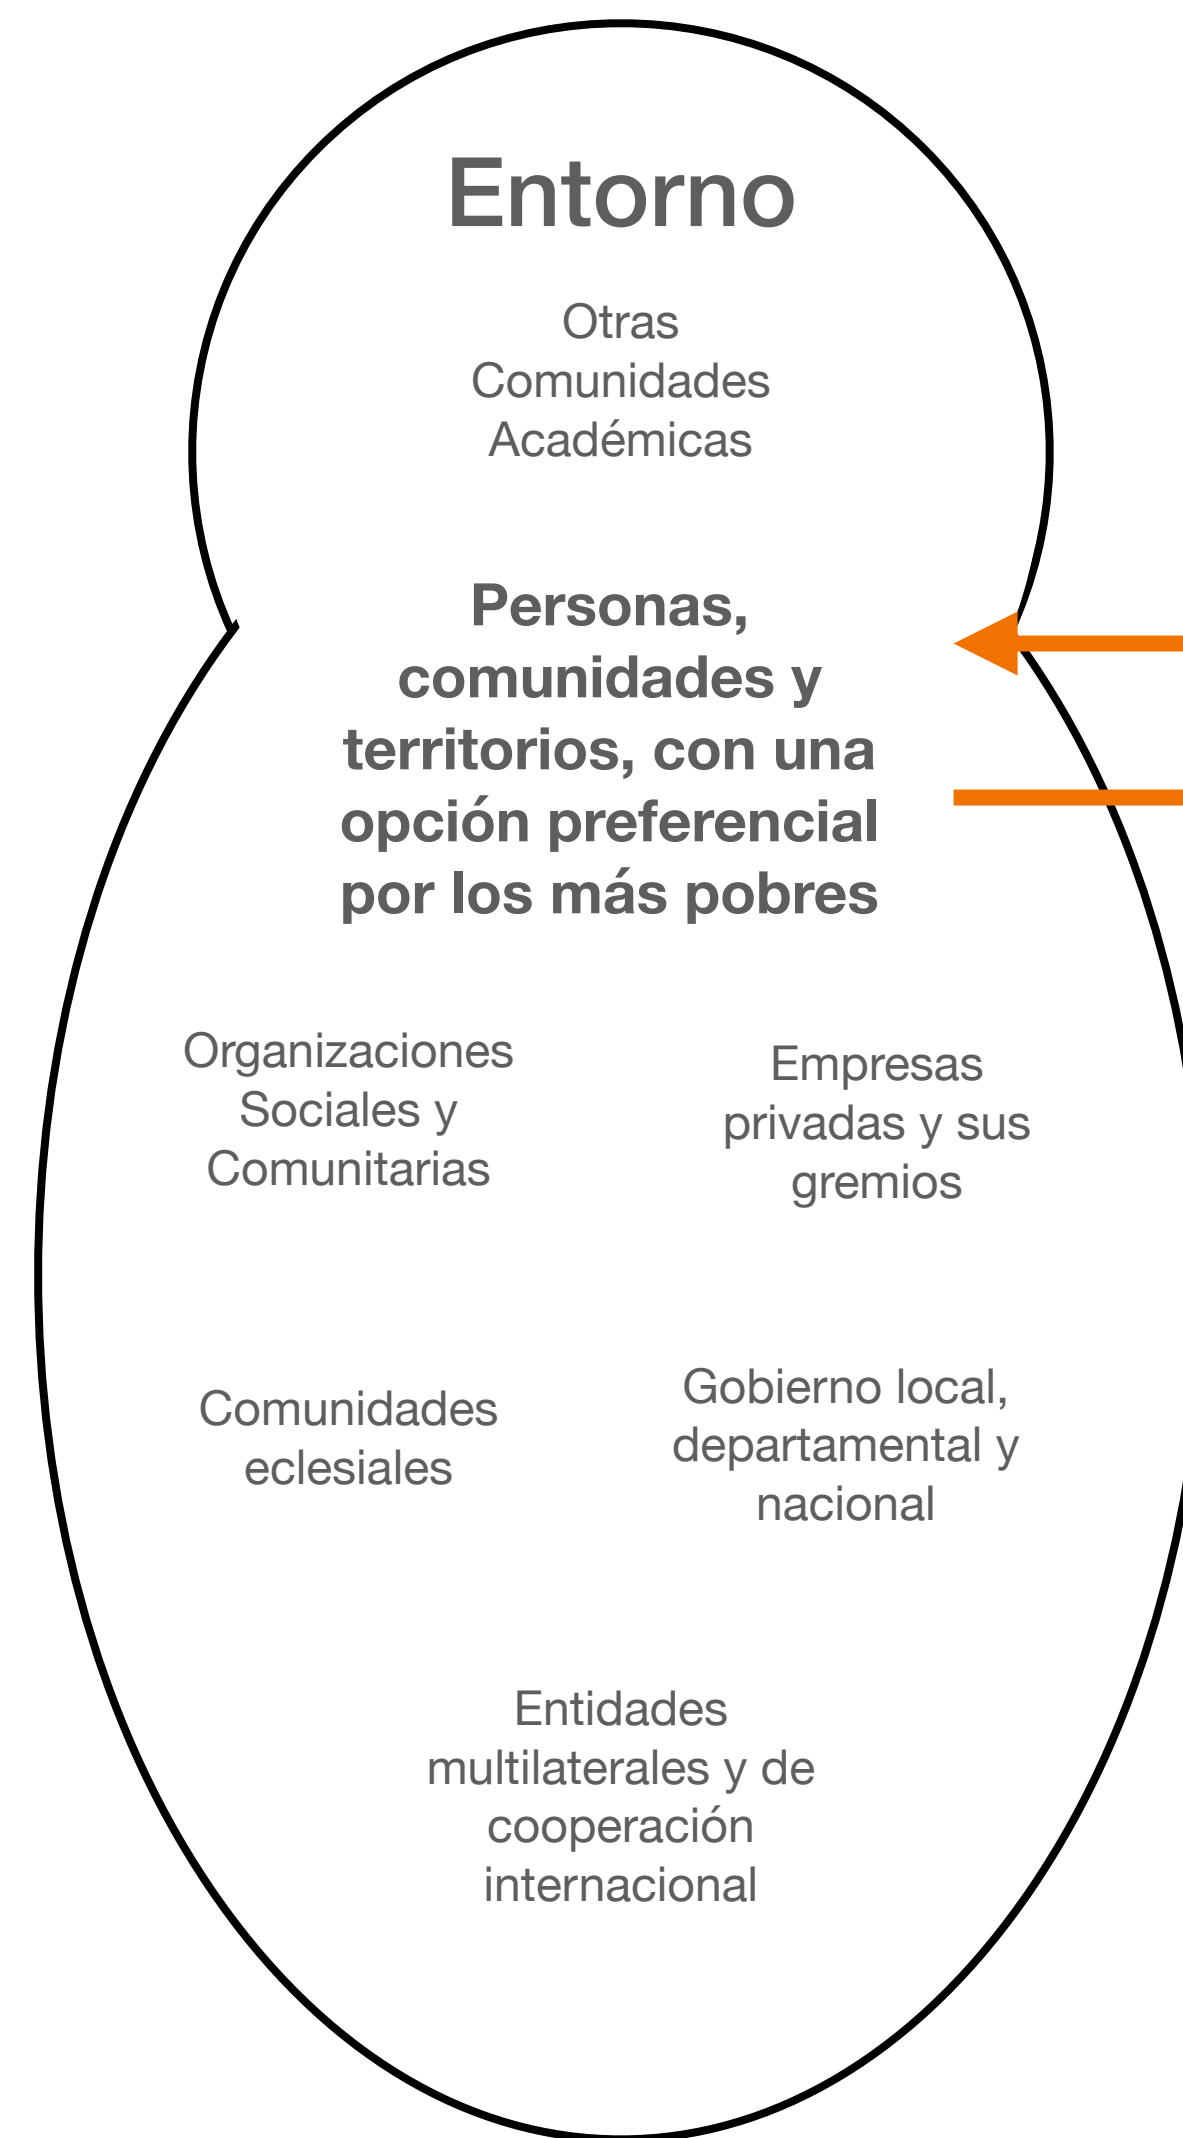 Entorno
Otras
Comunidades
Académicas
Personas,
comunidades y
territorios, con una
opción preferencial
por los más pobres
Organizaciones
Sociales y
Comunitarias
Empresas
privadas y sus
gremios
Comunidades
eclesiales
Gobierno local,
departamental y
nacional
Entidades
multilaterales y de
cooperación
internacional